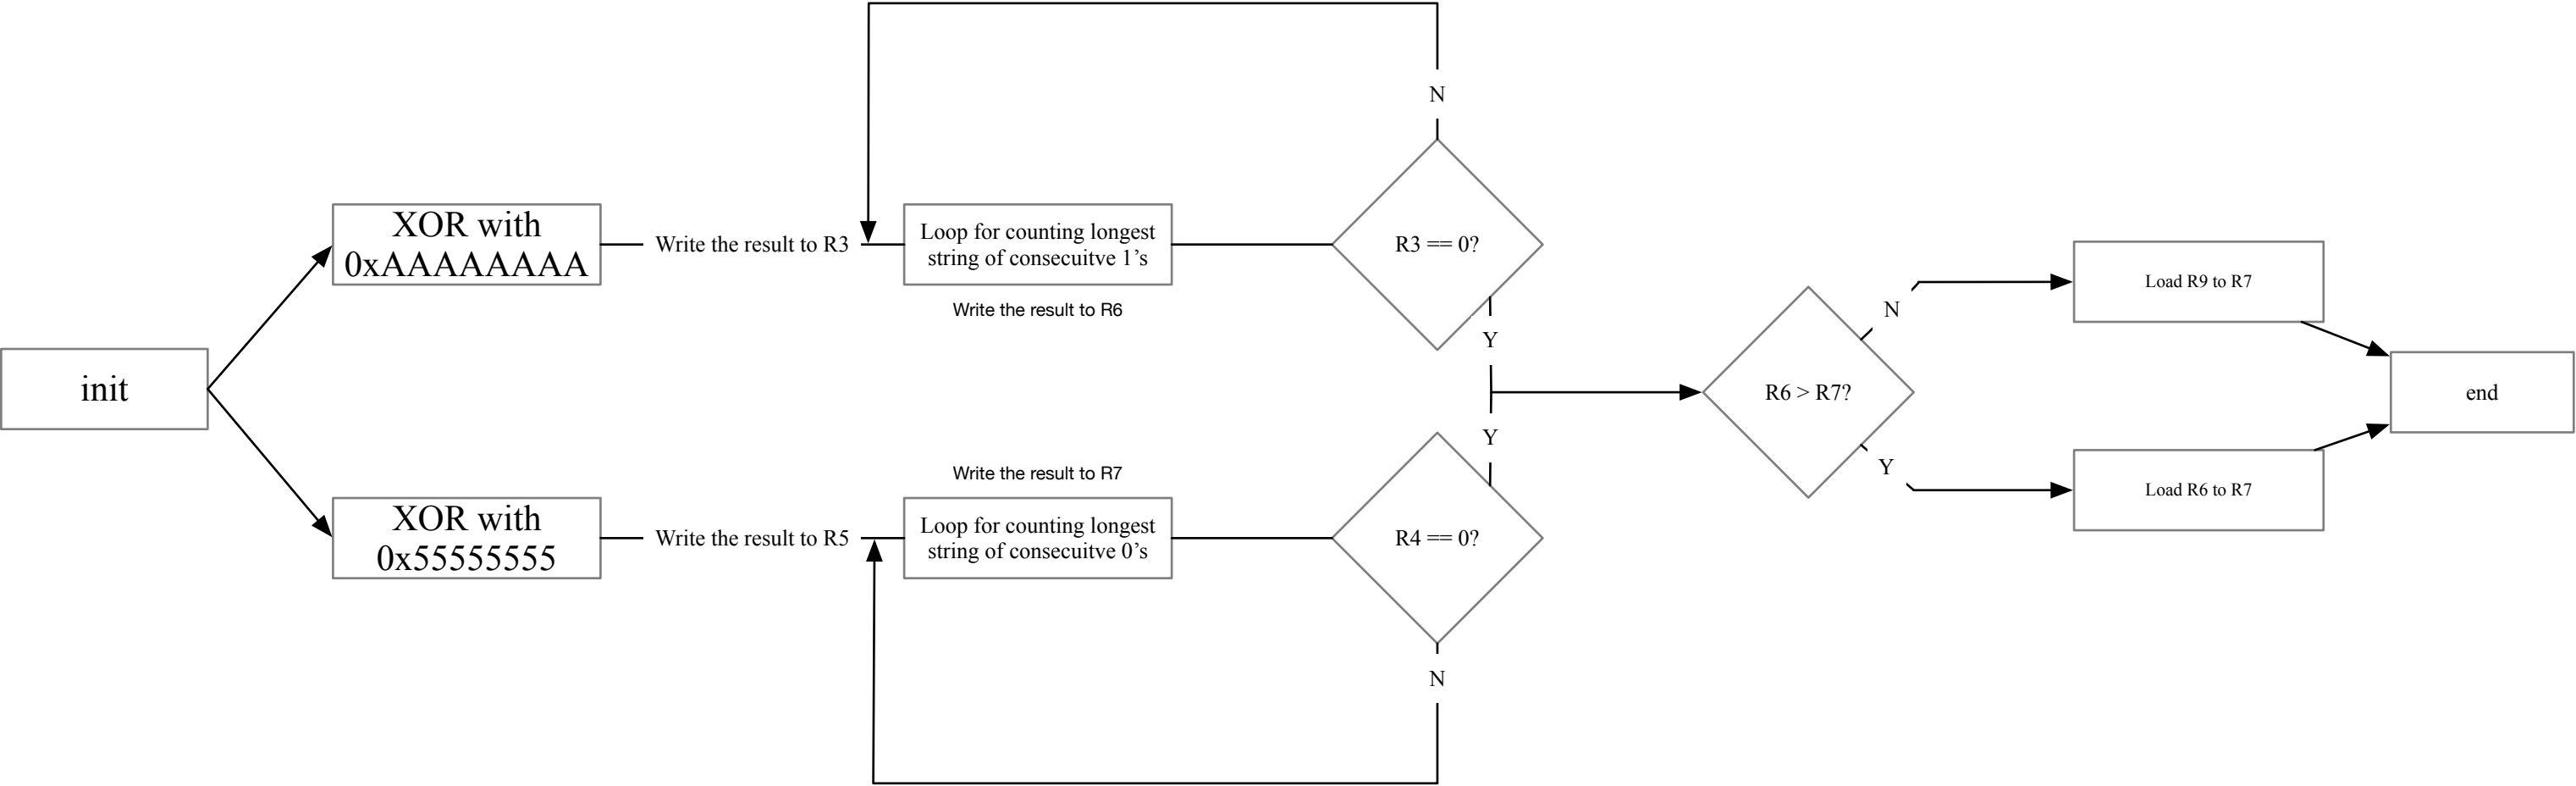 init
XOR with
0xAAAAAAAA
Write the result to R3
Loop for counting longest
string of consecuitve 1’s
Write the result to R6
N
R3 == 0?
Y
XOR with
0x55555555
Write the result to R5
Write the result to R7
Loop for counting longest
string of consecuitve 0’s
Y
R4 == 0?
N
R6 > R7?
N
Load R9 to R7
Y
Load R6 to R7
end